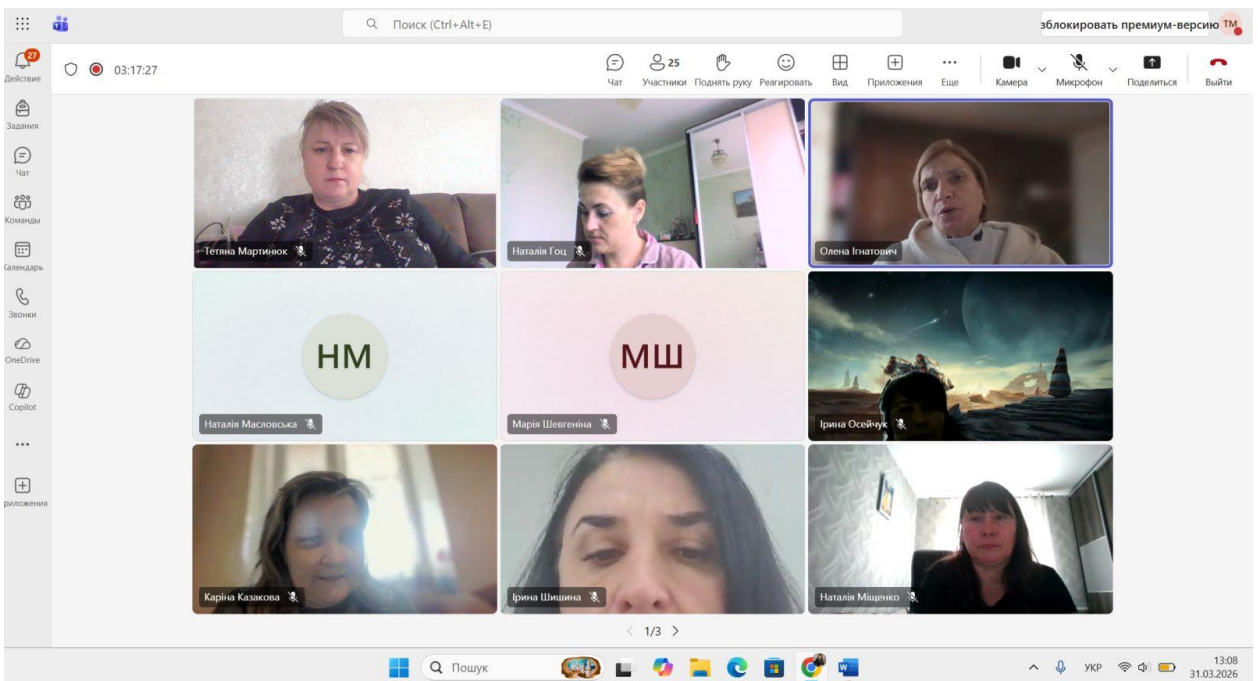 Поиск (Ctrl+Alt+E)
зблокировать премиум-версию
ТМ
27
Действие
Задания
Чат
Команды
Календарь
Звонки
OneDrive
Copilot
риложения
03:17:27
Чат
25
Участники
Поднять руку
Реагировать
Вид
Приложения
Еще
Камера
Микрофон
Поделиться
Выйти
Тетяна Мартинюк
Наталія Гоц
Олена Ігнатович
НМ
Наталія Масловська
МШ
Марія Шевгеніна
Ірина Осейчук
Каріна Казакова
Ірина Шишина
Наталія Міщенко
1/3
Пошук
УКР
13:08
31.03.2026